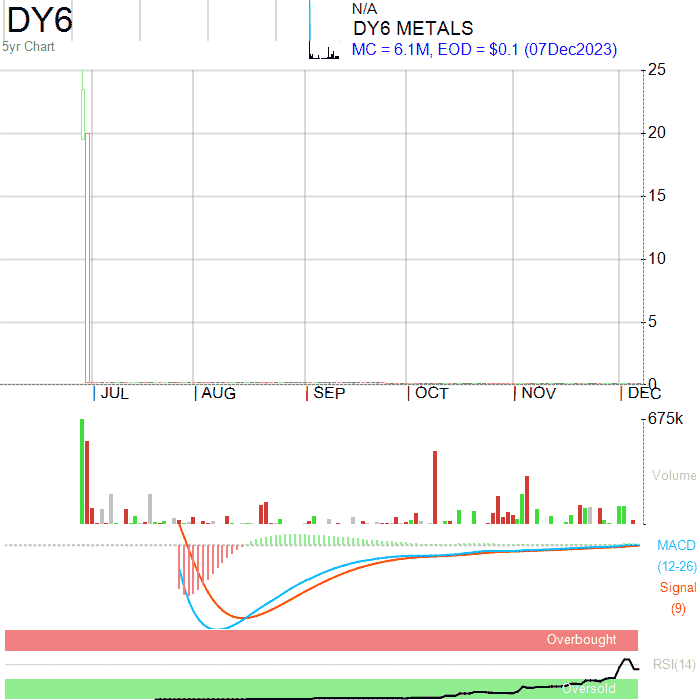 DY6
5yr Chart
N/A
DY6 METALS
MC = 6.1M, EOD = $0.1 (07Dec2023)
25
20
15
10
5
0
JUL AUG SEP OCT NOV DEC
675k
Volume
MACD
(12-26)
Signal
(9)
Overbought
RSI(14)
Oversold